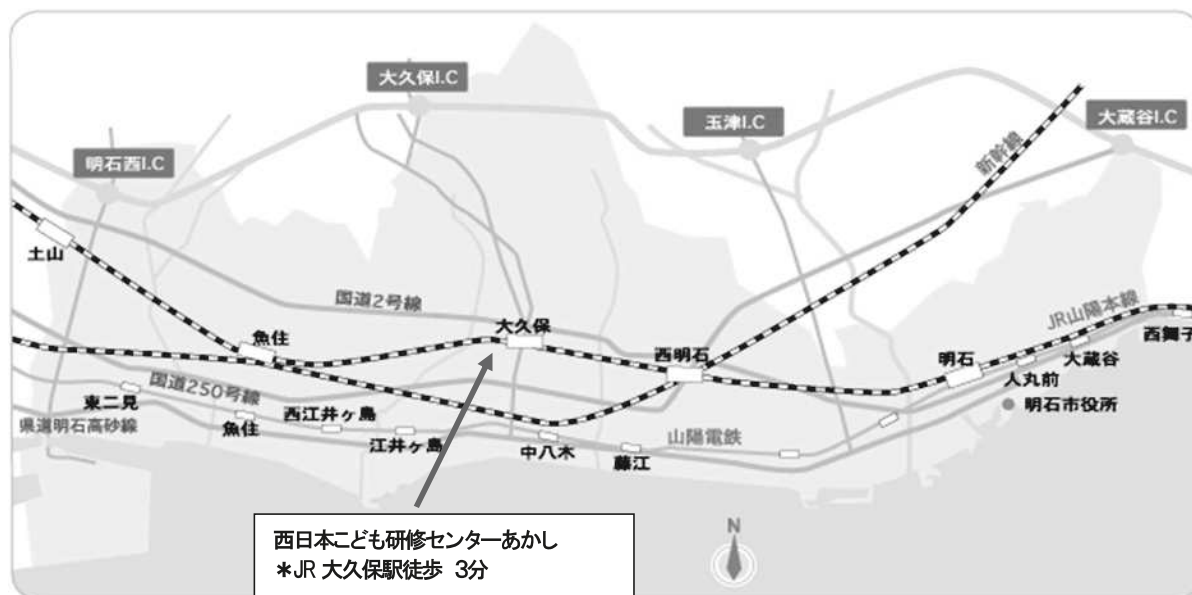 大久保I.C
明石西I.C
玉津I.C
大蔵谷I.C
新幹線
土山
国道2号線
魚住
大久保
西明石
JR山陽本線
西舞子
明石
大蔵谷
人丸前
明石市役所
国道250号線
東二見
県道明石高砂線
魚住
西江井ヶ島
江井ヶ島
中八木
藤江
山陽電鉄
N
西日本こども研修センターあかし
*JR 大久保駅徒歩 3分